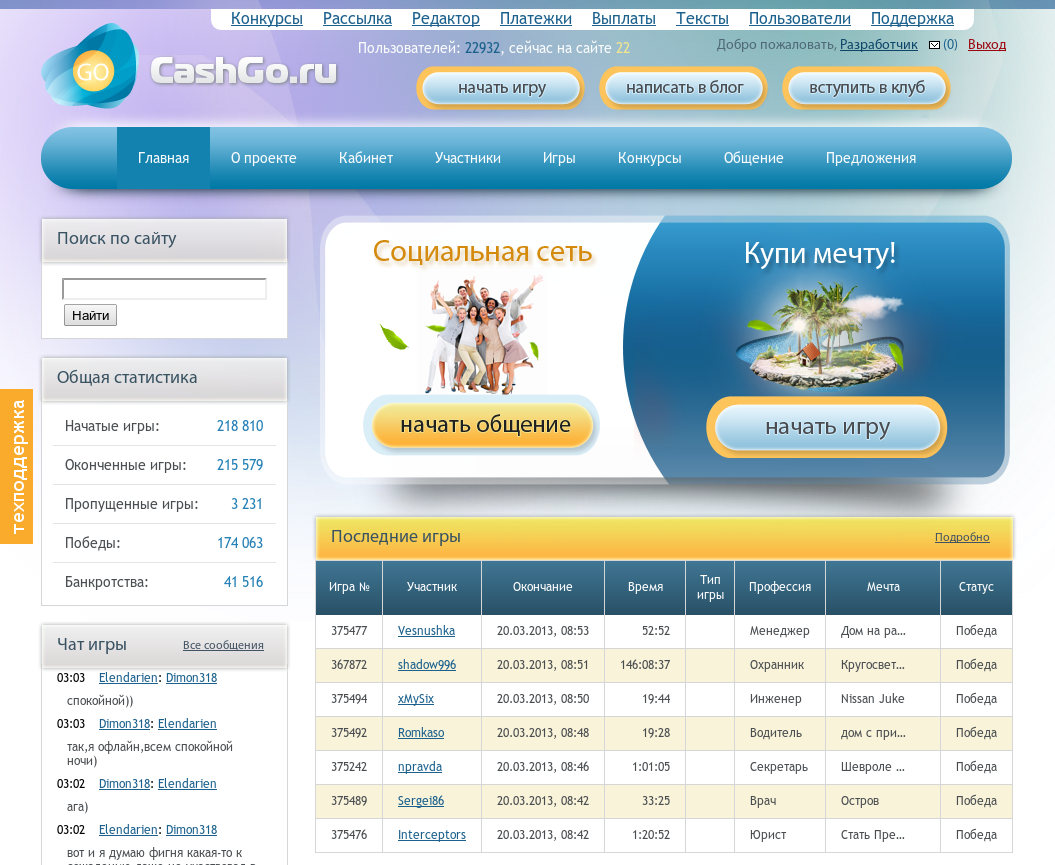 Конкурсы Рассылка Редактор Платежки Выплаты Тексты Пользователи Поддержка
Пользователей: 22932, сейчас на сайте 22
Добро пожаловать, Разработчик (0) Выход
GO CashGo.ru
начать игру написать в блог вступить в клуб
Главная О проекте Кабинет Участники Игры Конкурсы Общение Предложения
Поиск по сайту
Найти
Общая статистика
Начатые игры: 218 810
Оконченные игры: 215 579
Пропущенные игры: 3 231
Победы: 174 063
Банкротства: 41 516
техподдержка
Чат игры Все сообщения
03:03 Elendarien: Dimon318
спокойной))
03:03 Dimon318: Elendarien
так,я офлайн,всем спокойной
ночи)
03:02 Dimon318: Elendarien
ага)
03:02 Elendarien: Dimon318
вот и я думаю фигня какая-то к
Социальная сеть
начать общение
Купи мечту!
начать игру
Последние игры Подробно
Игра № Участник Окончание Время Тип игры Профессия Мечта Статус
375477 Vesnushka 20.03.2013, 08:53 52:52 Менеджер Дом на ра... Победа
367872 shadow996 20.03.2013, 08:51 146:08:37 Охранник Кругосвет... Победа
375494 xMySix 20.03.2013, 08:50 19:44 Инженер Nissan Juke Победа
375492 Romkaso 20.03.2013, 08:48 19:28 Водитель дом с при... Победа
375242 npravda 20.03.2013, 08:46 1:01:05 Секретарь Шевроле ... Победа
375489 Sergei86 20.03.2013, 08:42 33:25 Врач Остров Победа
375476 Interceptors 20.03.2013, 08:42 1:20:52 Юрист Стать Пре... Победа